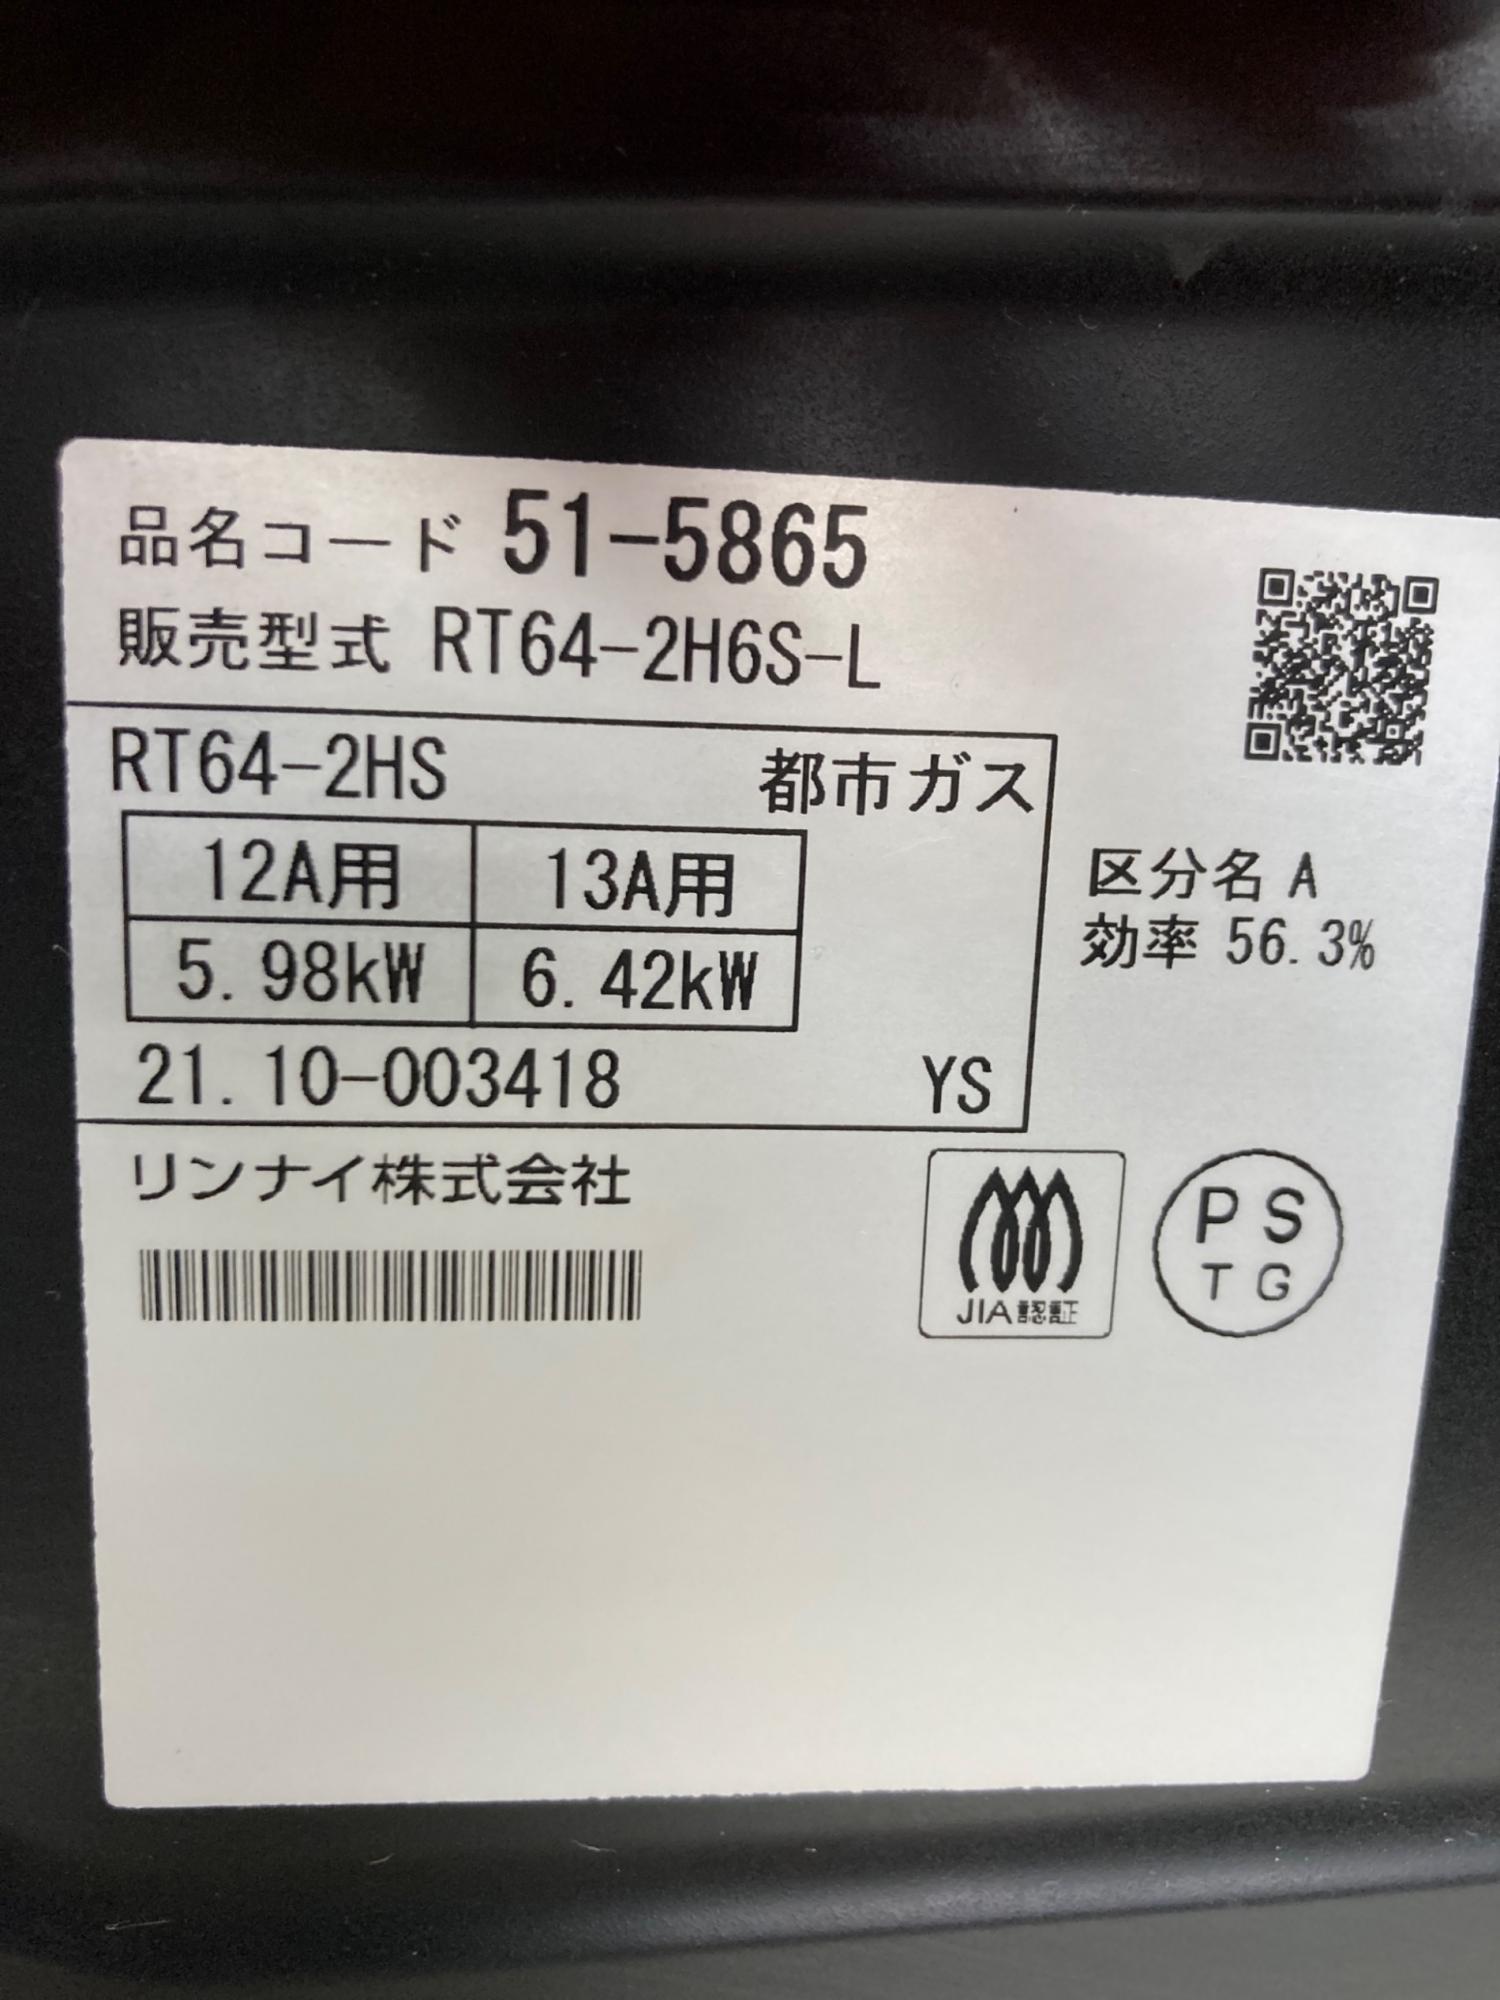 品名コード 51-5865
販売型式 RT64-2H6S-L
RT64-2HS 都市ガス
12A用 13A用
5.98kW 6.42kW
21.10-003418 YS
区分名 A
効率 56.3%
リンナイ株式会社
JIA認証
PS
TG